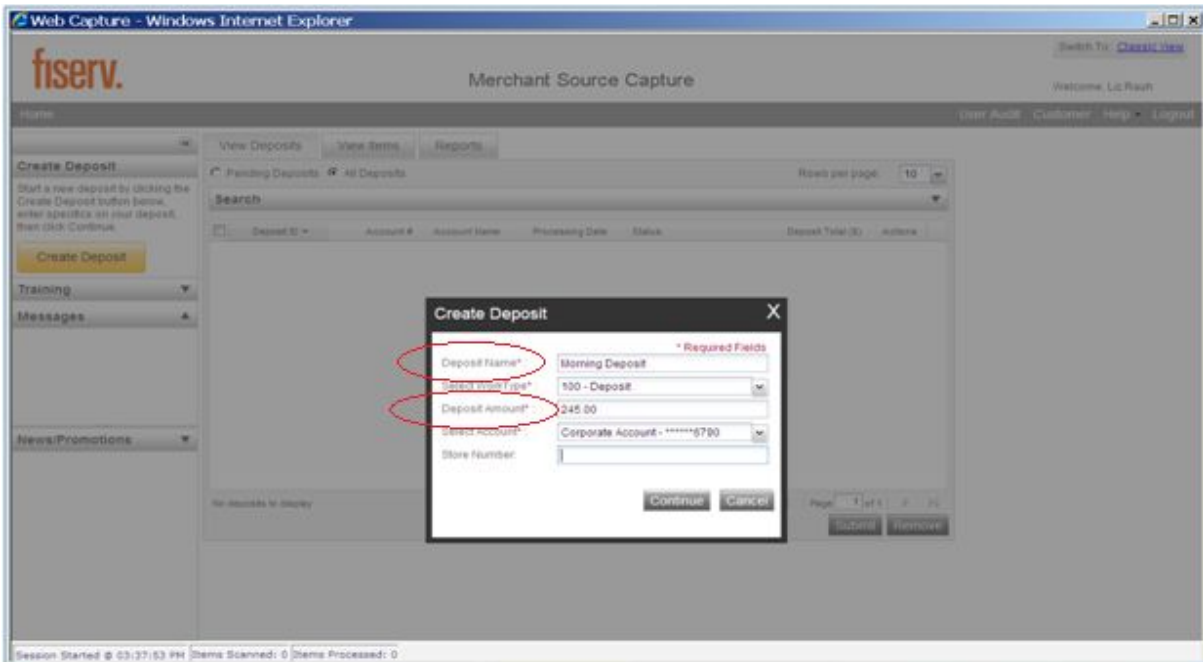 Web Capture - Windows Internet Explorer
fiserv.
Merchant Source Capture
Switch To: Classic View
Welcome, Liz Rauh
Home
User Audit Customer Help Logout
View Deposits View Items Reports
Create Deposit
Start a new deposit by clicking the
Create Deposit button below,
enter specifics on your deposit,
then click Continue.
Create Deposit
Training
Messages
News/Promotions
Pending Deposits All Deposits
Rows per page: 10
Search
Deposit ID Account # Account Name Processing Date Status Deposit Total ($) Actions
Create Deposit X
* Required Fields
Deposit Name* Morning Deposit
Select Work Type* 100 - Deposit
Deposit Amount* : 245.00
Select Account* : Corporate Account - ******6790
Store Number:
Continue Cancel
No deposits to display
Page 1 of 1
Submit Remove
Session Started @ 03:37:53 PM Items Scanned: 0 Items Processed: 0